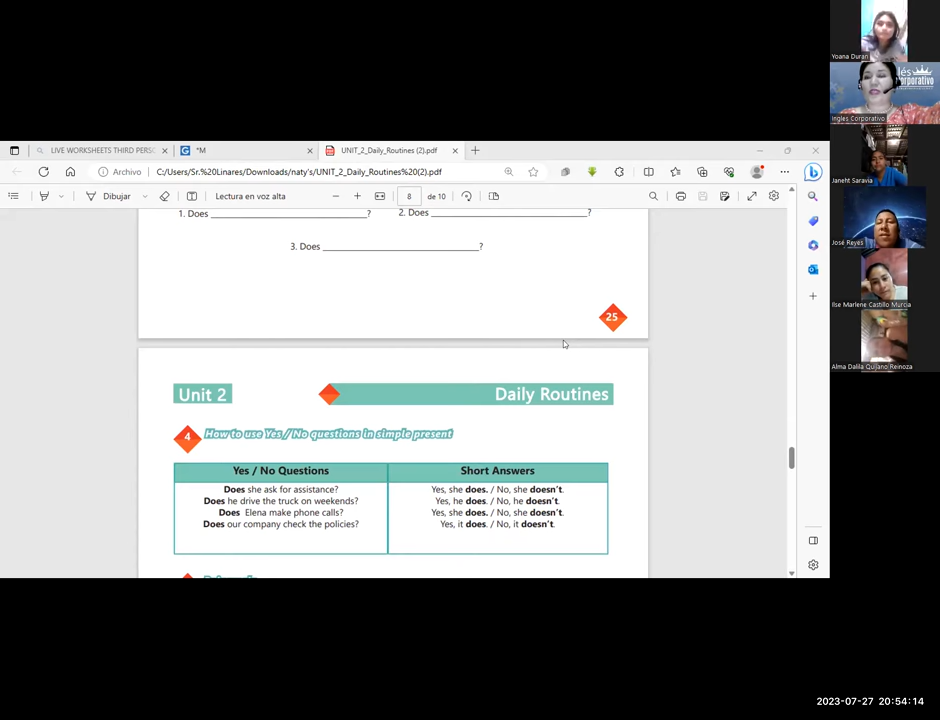 Yoana Duran
lés
corporativo
Ingles Corporativo
Janeht Saravia
José Reyes
Ilse Marlene Castillo Murcia
Alma Dalila Quijano Reinoza
LIVE WORKSHEETS THIRD PERS
"M
UNIT_2_Daily_Routines (2).pdf
Archivo C:/Users/Sr.%20Linares/Downloads/naty's/UNIT_2_Daily_Routines%20(2).pdf
Dibujar Lectura en voz alta 8 de 10
1. Does ______________________________? 2. Does ______________________________?
3. Does ______________________________?
25
Unit 2 Daily Routines
4 How to use Yes / No questions in simple present
Yes / No Questions Short Answers
Does she ask for assistance? Yes, she does. / No, she doesn't.
Does he drive the truck on weekends? Yes, he does. / No, he doesn't.
Does Elena make phone calls? Yes, she does. / No, she doesn't.
Does our company check the policies? Yes, it does. / No, it doesn't.
2023-07-27 20:54:14